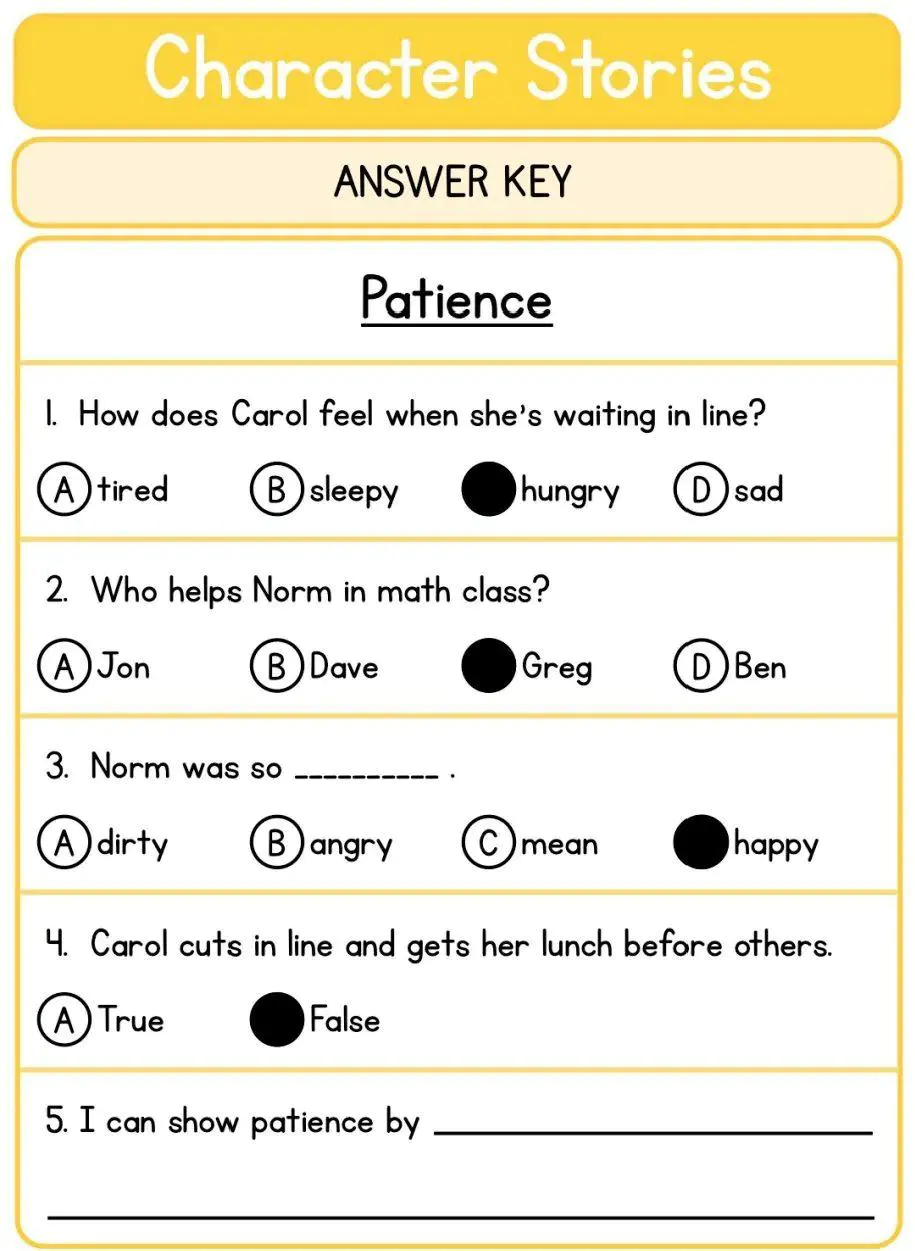 Character Stories
ANSWER KEY
Patience
1. How does Carol feel when she's waiting in line?
A tired B sleepy hungry D sad
2. Who helps Norm in math class?
A Jon B Dave Greg D Ben
3. Norm was so __________ .
A dirty B angry C mean happy
4. Carol cuts in line and gets her lunch before others.
A True False
5. I can show patience by